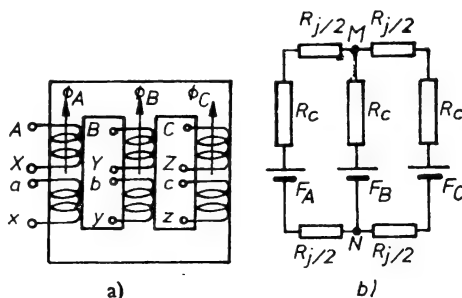 ϕA ϕB ϕC
A B C
X Y Z
a b c
x y z
a)
Rj/2 M Rj/2
Rc Rc Rc
FA FB FC
Rj/2 N Rj/2
b)